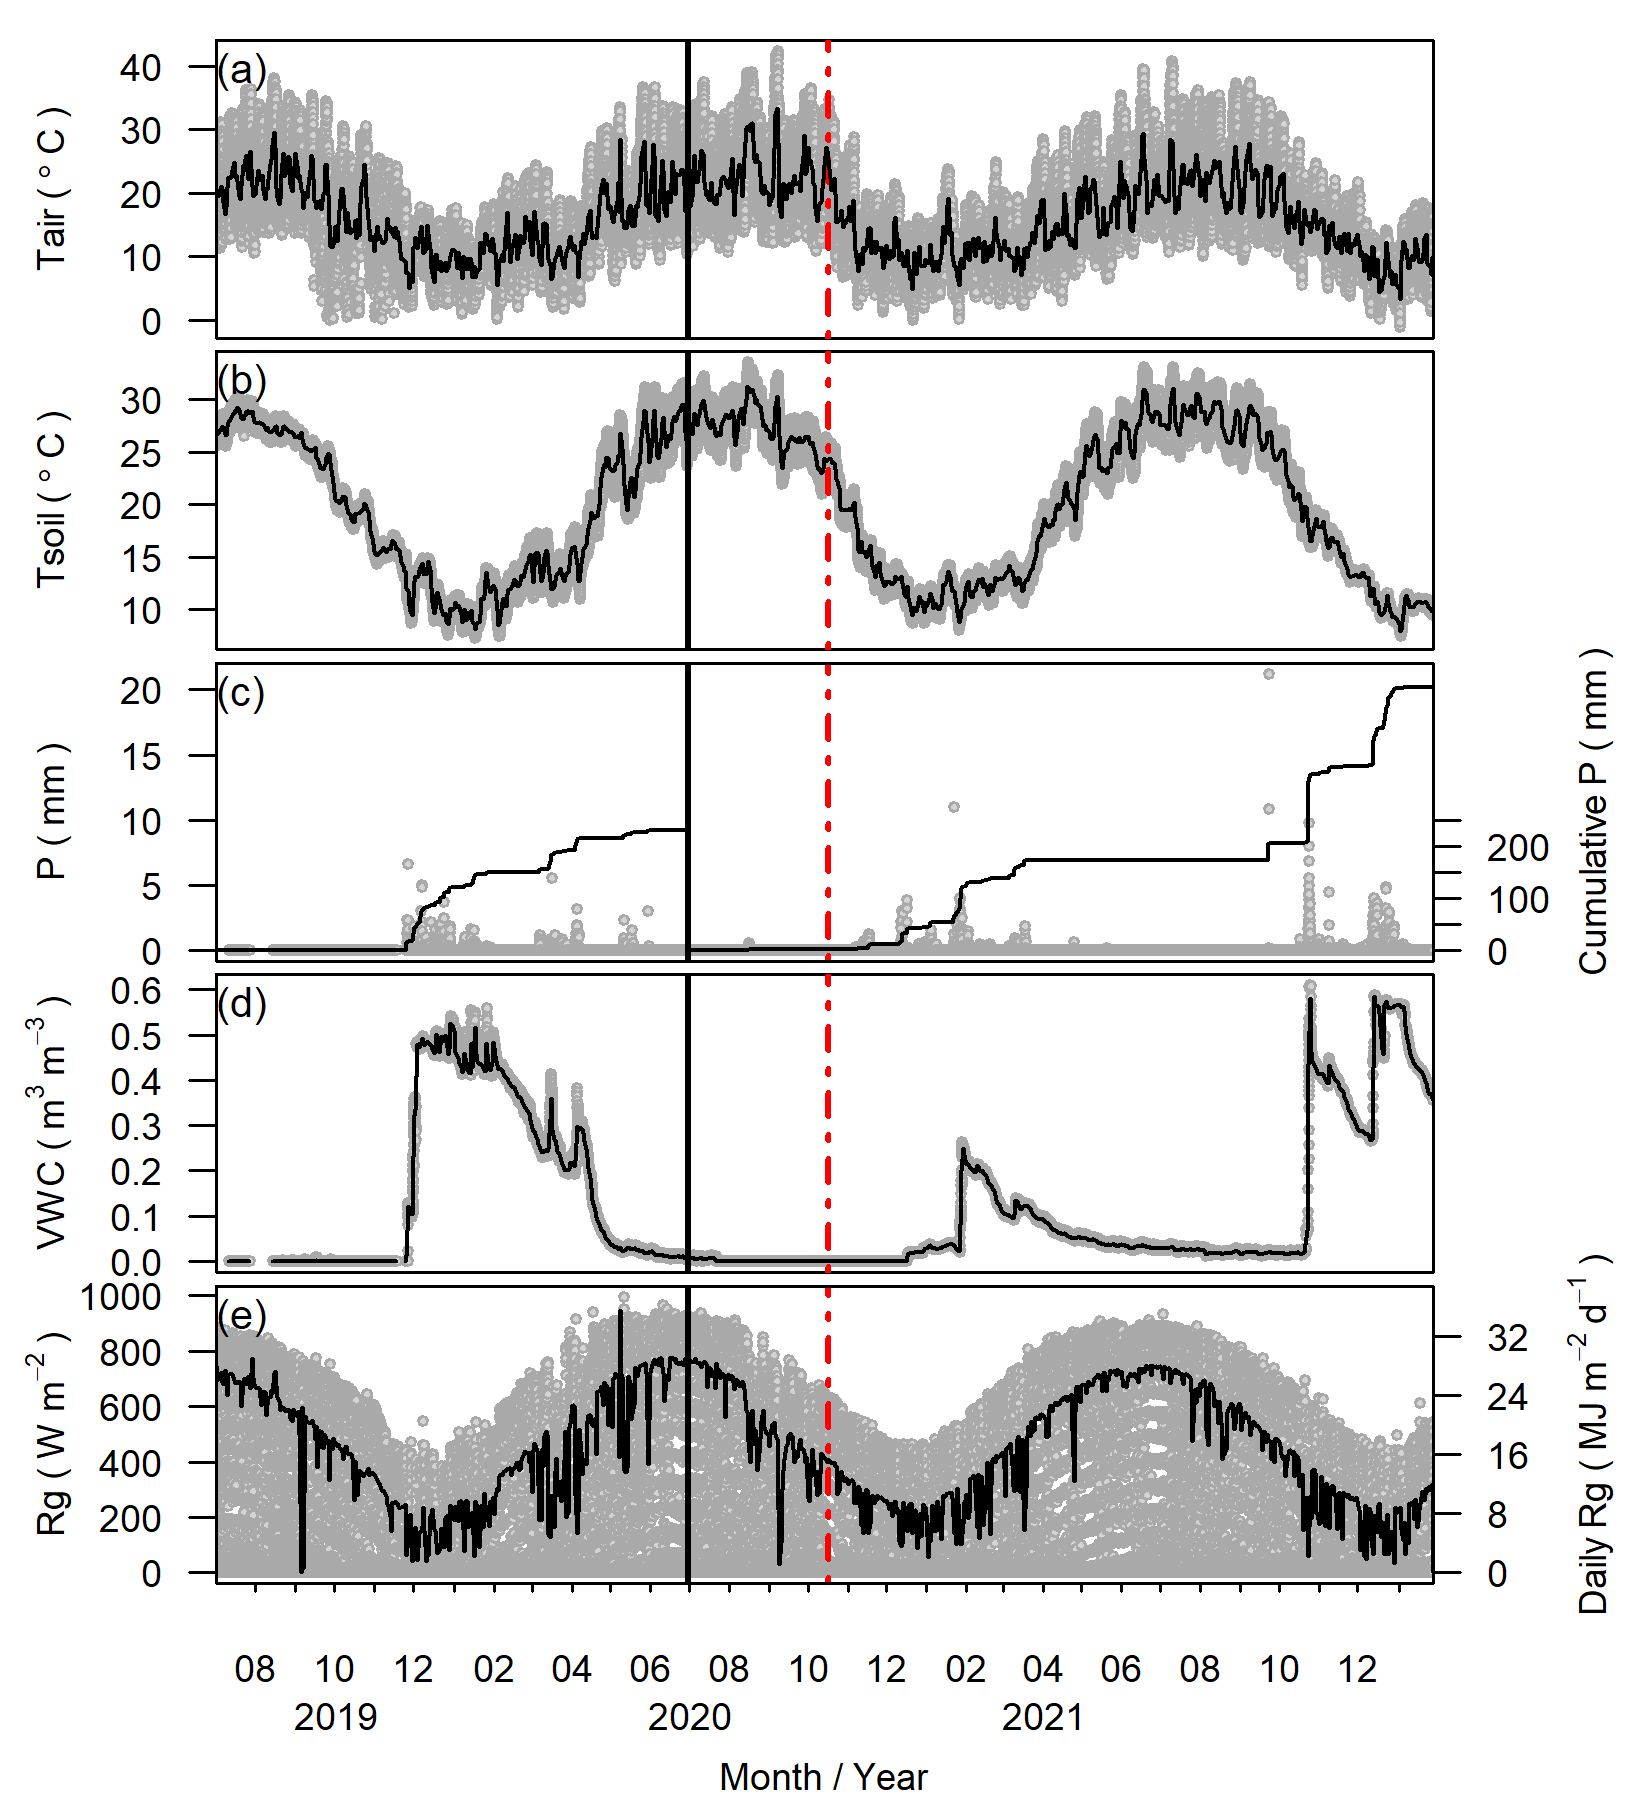 (a)
40
30
20
10
0
Tair ( ° C )
(b)
30
25
20
15
10
Tsoil ( ° C )
(c)
20
15
10
5
0
P ( mm )
200
100
0
Cumulative P ( mm )
(d)
0.6
0.5
0.4
0.3
0.2
0.1
0.0
VWC ( m³ m⁻³ )
(e)
1000
800
600
400
200
0
Rg ( W m⁻² )
32
24
16
8
0
Daily Rg ( MJ m⁻² d⁻¹ )
08 10 12 02 04 06 08 10 12 02 04 06 08 10 12
2019 2020 2021
Month / Year